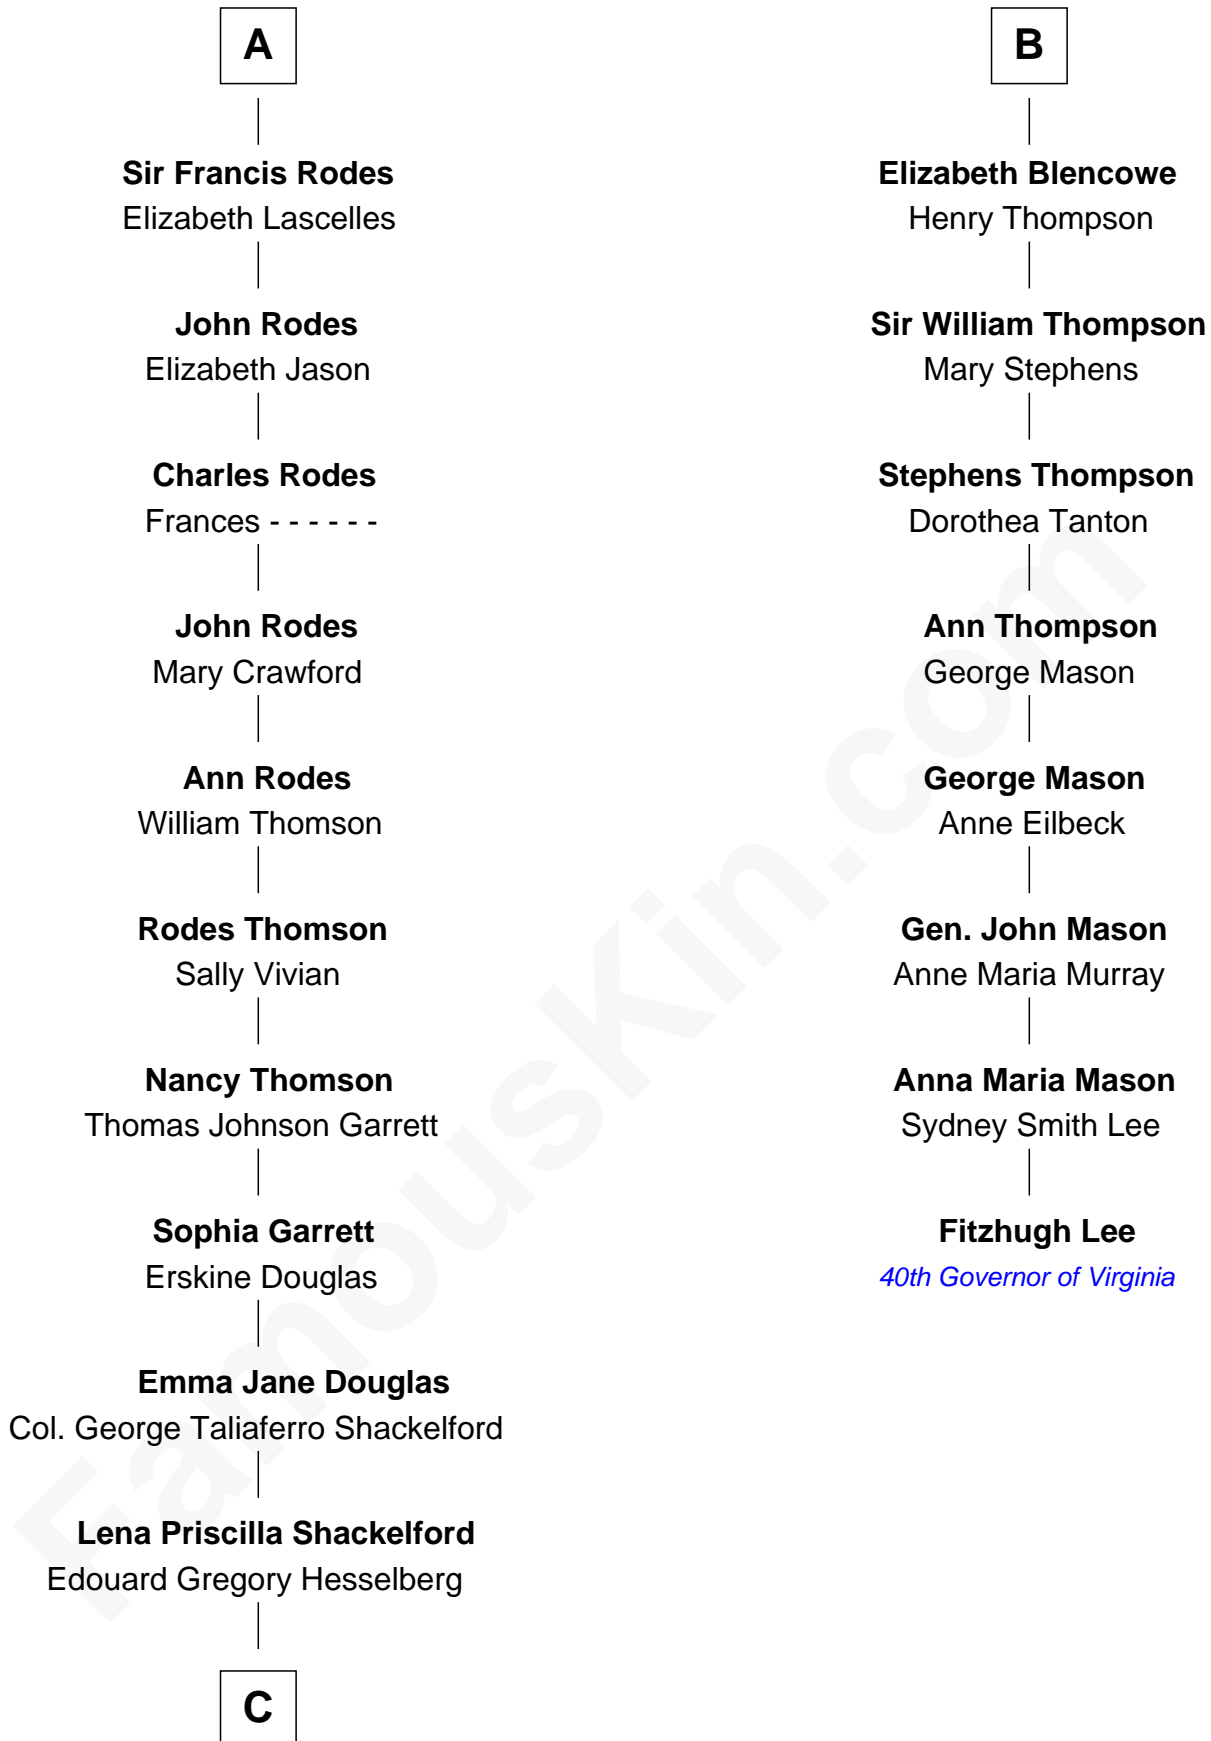 A
Sir Francis Rodes
Elizabeth Lascelles
John Rodes
Elizabeth Jason
Charles Rodes
Frances - - - - - -
John Rodes
Mary Crawford
Ann Rodes
William Thomson
Rodes Thomson
Sally Vivian
Nancy Thomson
Thomas Johnson Garrett
Sophia Garrett
Erskine Douglas
Emma Jane Douglas
Col. George Taliaferro Shackelford
Lena Priscilla Shackelford
Edouard Gregory Hesselberg
C
B
Elizabeth Blencowe
Henry Thompson
Sir William Thompson
Mary Stephens
Stephens Thompson
Dorothea Tanton
Ann Thompson
George Mason
George Mason
Anne Eilbeck
Gen. John Mason
Anne Maria Murray
Anna Maria Mason
Sydney Smith Lee
Fitzhugh Lee
40th Governor of Virginia
FamousKin.com